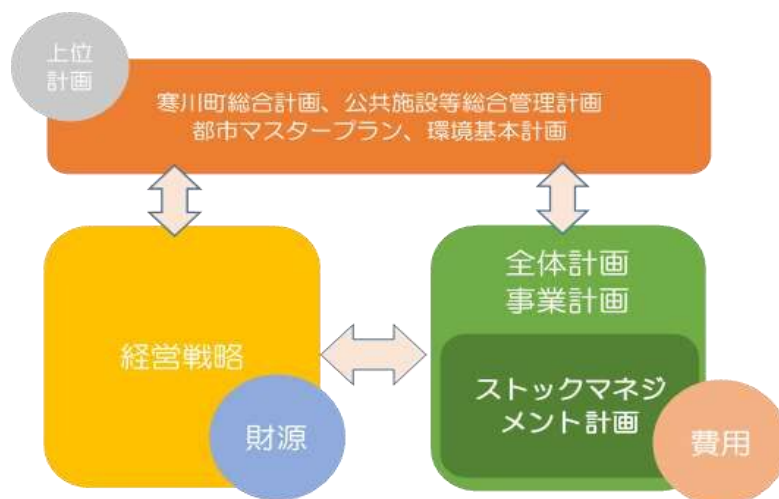 上位
計画
寒川町総合計画、公共施設等総合管理計画
都市マスタープラン、環境基本計画
経営戦略
財源
全体計画
事業計画
ストックマネジ
メント計画
費用